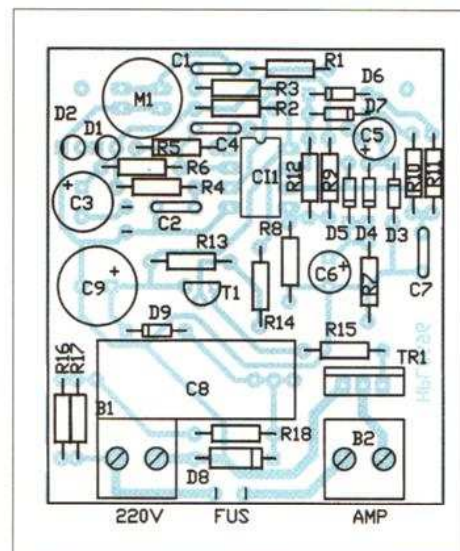 C1
R1
R3
D6
M1
R2
D7
D2
D1
C4
C5
R5
R6
CI1
R12
R9
R10
R11
R4
C3
C2
D5
D4
D3
R8
R13
C6
R7
C7
C9
T1
R14
D9
R15
TR1
R16
R17
C8
B1
R18
B2
D8
220V
FUS
AMP